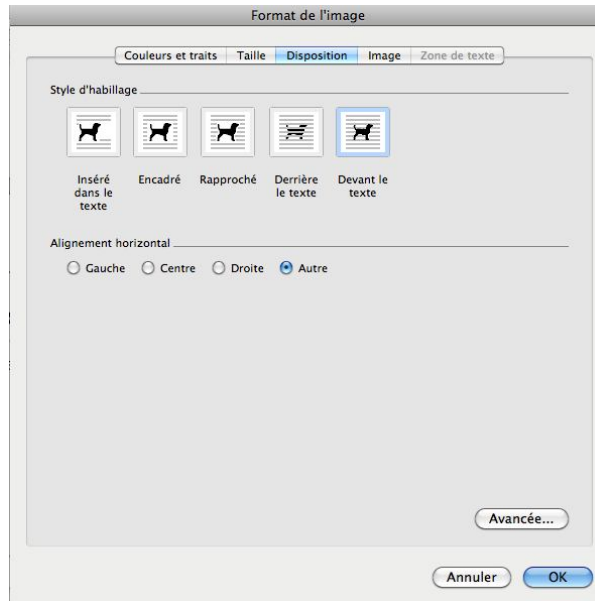 Format de l'image
Couleurs et traits Taille Disposition Image Zone de texte
Style d'habillage
Inséré dans le texte
Encadré
Rapproché
Derrière le texte
Devant le texte
Alignement horizontal
Gauche Centre Droite Autre
Avancée...
Annuler OK